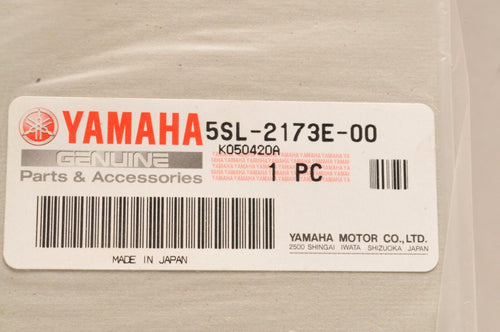 YAMAHA 5SL-2173E-00
K050420A
GENUINE
Parts & Accessories
1 PC
YAMAHA MOTOR CO.,LTD.
2500 SHINGAI IWATA SHIZUOKA JAPAN
MADE IN JAPAN